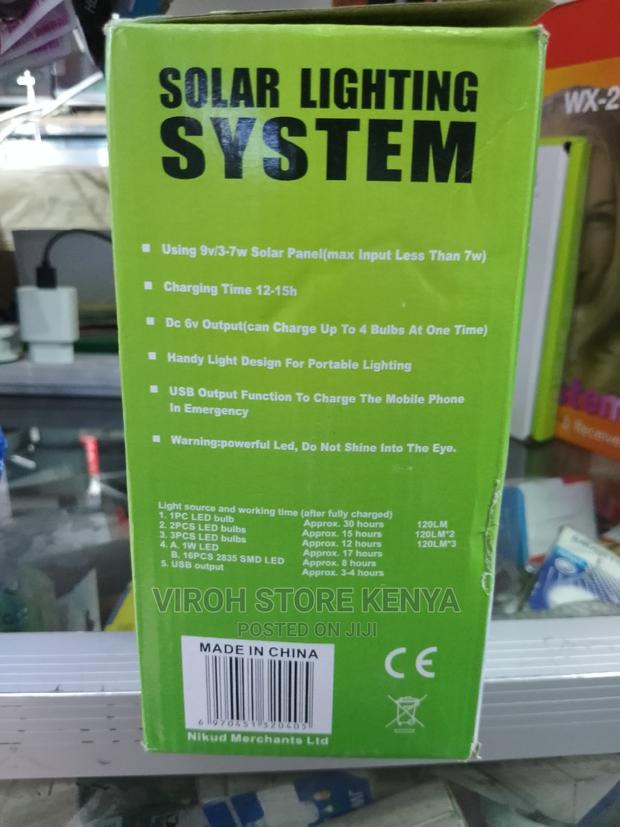 SOLAR LIGHTING
SYSTEM
WX-2
Using 9v/3-7w Solar Panel(max Input Less Than 7w)
Charging Time 12-15h
Dc 6v Output(can Charge Up To 4 Bulbs At One Time)
Handy Light Design For Portable Lighting
USB Output Function To Charge The Mobile Phone
In Emergency
Warning:powerful Led, Do Not Shine Into The Eye.
Light source and working time (after fully charged)
1. 1PC LED bulb Approx. 30 hours 120LM
2. 2PCS LED bulbs Approx. 15 hours 120LM*2
3. 3PCS LED bulbs Approx. 12 hours 120LM*3
4. A. 1W LED Approx. 17 hours
B. 16PCS 2835 SMD LED Approx. 8 hours
5. USB output Approx. 3-4 hours
VIROH STORE KENYA
POSTED ON JIJI
MADE IN CHINA
6 970451 320405
Nikud Merchants Ltd
CE